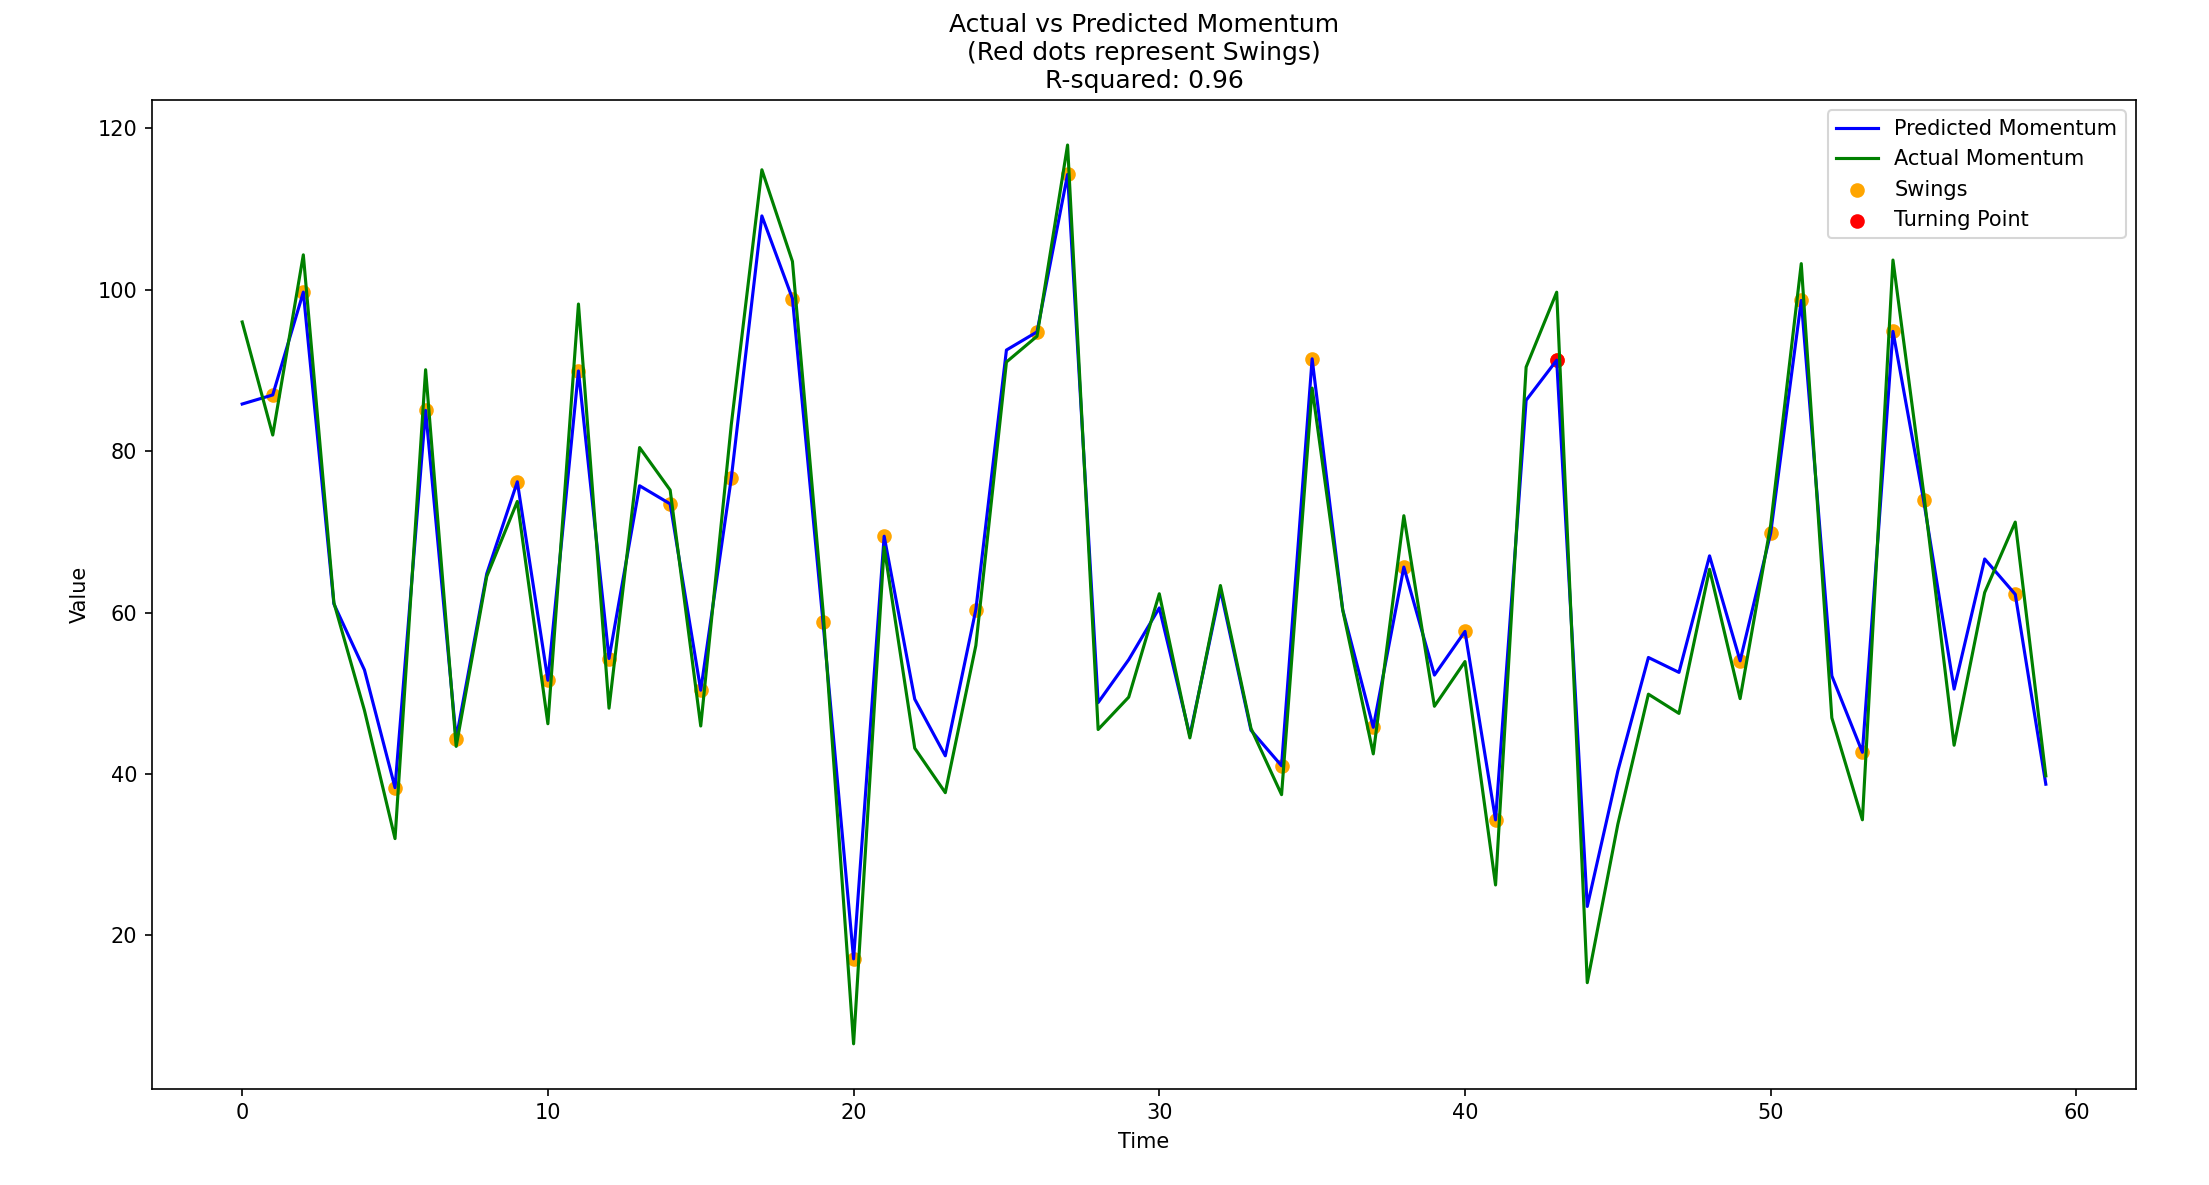 Actual vs Predicted Momentum
(Red dots represent Swings)
R-squared: 0.96
Predicted Momentum
Actual Momentum
Swings
Turning Point
Value
120
100
80
60
40
20
0 10 20 30 40 50 60
Time